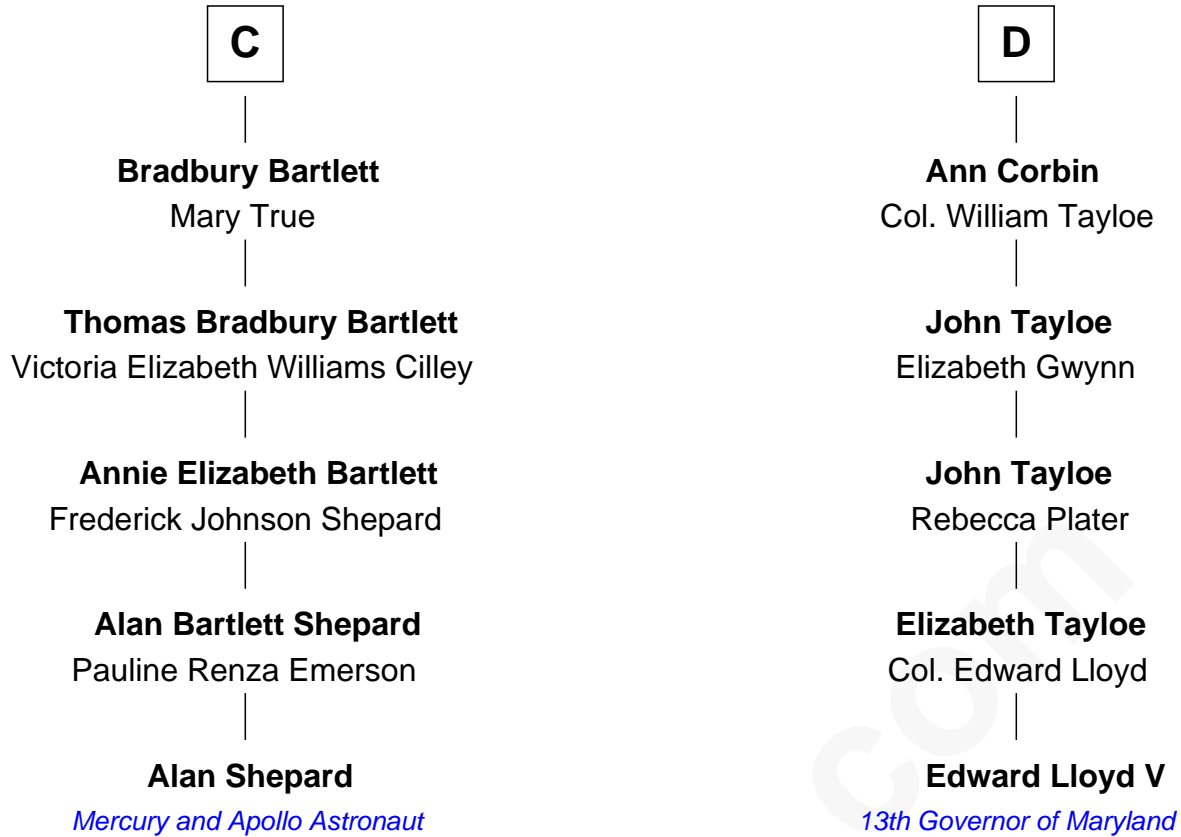 C
Bradbury Bartlett
Mary True
Thomas Bradbury Bartlett
Victoria Elizabeth Williams Cilley
Annie Elizabeth Bartlett
Frederick Johnson Shepard
Alan Bartlett Shepard
Pauline Renza Emerson
Alan Shepard
Mercury and Apollo Astronaut
D
Ann Corbin
Col. William Tayloe
John Tayloe
Elizabeth Gwynn
John Tayloe
Rebecca Plater
Elizabeth Tayloe
Col. Edward Lloyd
Edward Lloyd V
13th Governor of Maryland
com